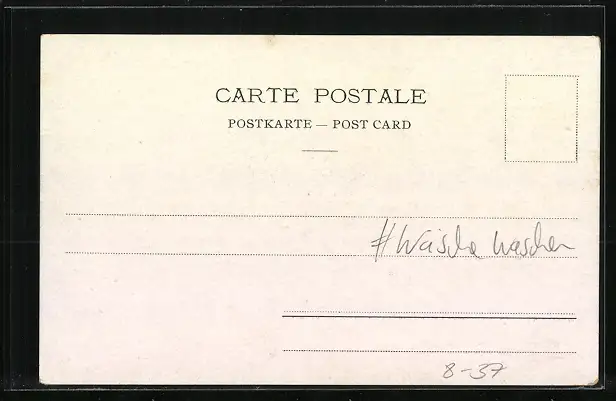 CARTE POSTALE
POSTKARTE — POST CARD
#Wäsche waschen
8-37